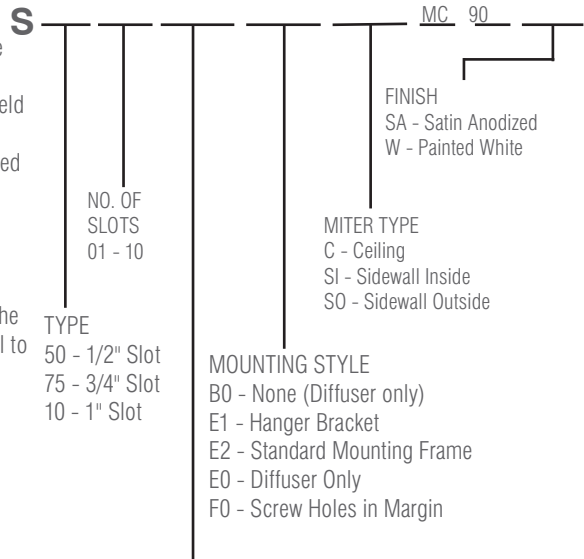 S MC 90
FINISH
SA - Satin Anodized
W - Painted White
NO. OF
SLOTS
01 - 10
MITER TYPE
C - Ceiling
SI - Sidewall Inside
SO - Sidewall Outside
TYPE
50 - 1/2" Slot
75 - 3/4" Slot
10 - 1" Slot
MOUNTING STYLE
B0 - None (Diffuser only)
E1 - Hanger Bracket
E2 - Standard Mounting Frame
E0 - Diffuser Only
F0 - Screw Holes in Margin